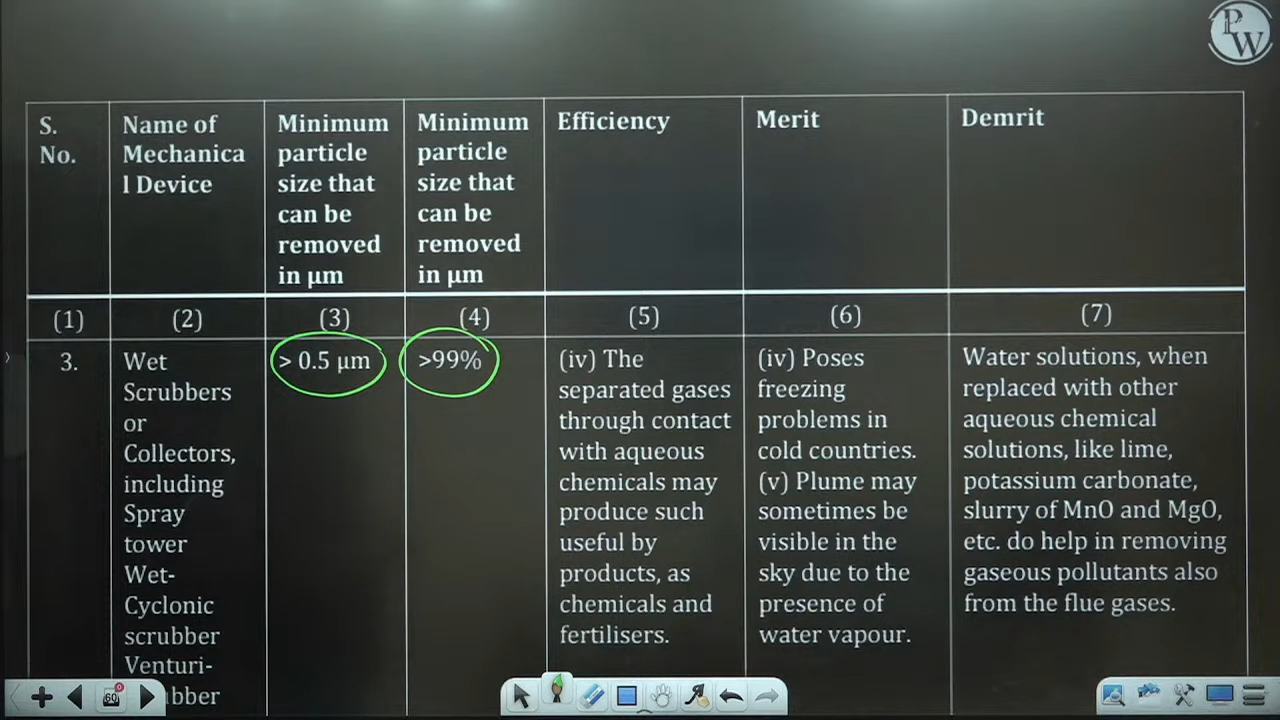 PW
S.
No.
Name of
Mechanica
l Device
Minimum
particle
size that
can be
removed
in μm
Minimum
particle
size that
can be
removed
in μm
Efficiency
Merit
Demrit
(1)
(2)
(3)
(4)
(5)
(6)
(7)
3.
Wet
Scrubbers
or
Collectors,
including
Spray
tower
Wet-
Cyclonic
scrubber
Venturi-
> 0.5 μm
>99%
(iv) The
separated gases
through contact
with aqueous
chemicals may
produce such
useful by
products, as
chemicals and
fertilisers.
(iv) Poses
freezing
problems in
cold countries.
(v) Plume may
sometimes be
visible in the
sky due to the
presence of
water vapour.
Water solutions, when
replaced with other
aqueous chemical
solutions, like lime,
potassium carbonate,
slurry of MnO and MgO,
etc. do help in removing
gaseous pollutants also
from the flue gases.